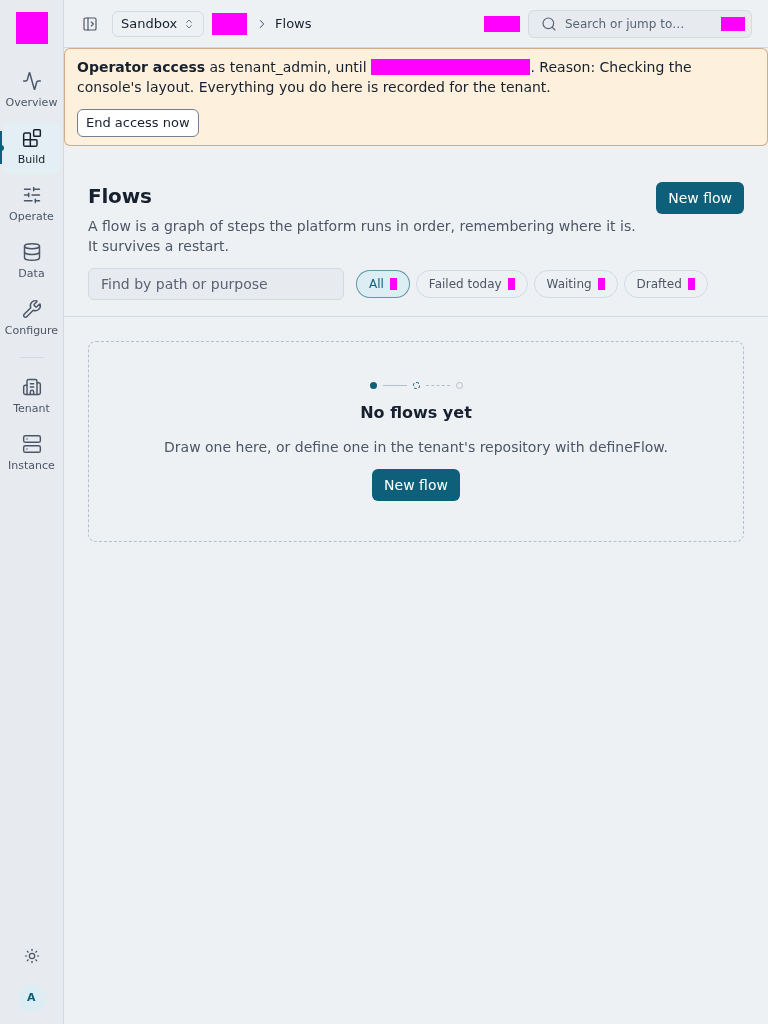 Sandbox
Flows
Search or jump to...
Overview
Build
Operate
Data
Configure
Tenant
Instance
A
Operator access as tenant_admin, until . Reason: Checking the
console's layout. Everything you do here is recorded for the tenant.
End access now
Flows
New flow
A flow is a graph of steps the platform runs in order, remembering where it is.
It survives a restart.
Find by path or purpose
All
Failed today
Waiting
Drafted
No flows yet
Draw one here, or define one in the tenant's repository with defineFlow.
New flow